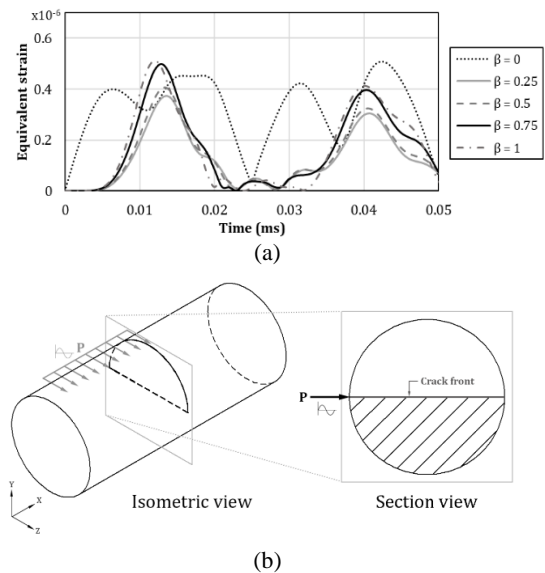 x10⁻⁶
0.6
0.4
0.2
0
Equivalent strain
0 0.01 0.02 0.03 0.04 0.05
Time (ms)
β = 0
β = 0.25
β = 0.5
β = 0.75
β = 1
(a)
P
Y
X
Z
Isometric view
P
Crack front
Section view
(b)